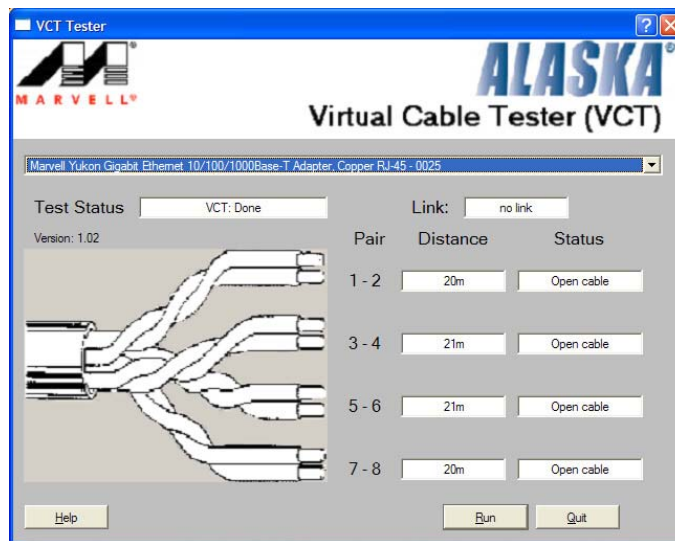 VCT Tester
MARVELL®
ALASKA®
Virtual Cable Tester (VCT)
Marvell Yukon Gigabit Ethernet 10/100/1000Base-T Adapter, Copper RJ-45 - 0025
Test Status VCT: Done Link: no link
Version: 1.02 Pair Distance Status
1 - 2 20m Open cable
3 - 4 21m Open cable
5 - 6 21m Open cable
7 - 8 20m Open cable
Help Run Quit